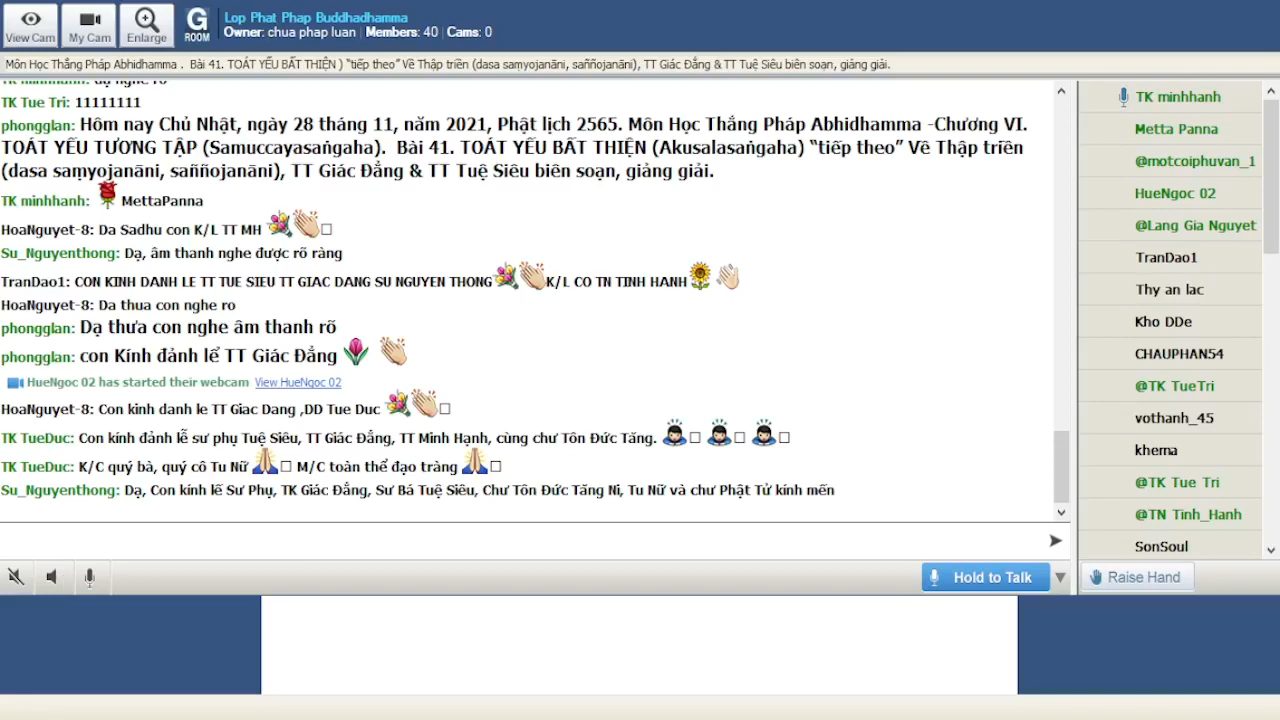 View Cam
My Cam
Enlarge
G
ROOM
Lop Phat Phap Buddhadhamma
Owner: chua phap luan | Members: 40 | Cams: 0
Môn Học Thắng Pháp Abhidhamma . Bài 41. TOÁT YẾU BẤT THIỆN ) “tiếp theo” Về Thập triền (dasa saṃyojanāni, saññojanāni), TT Giác Đẳng & TT Tuệ Siêu biên soạn, giảng giải.
TK Tue Tri: 11111111
phongglan: Hôm nay Chủ Nhật, ngày 28 tháng 11, năm 2021, Phật lịch 2565. Môn Học Thắng Pháp Abhidhamma -Chương VI.
TOÁT YẾU TƯƠNG TẬP (Samuccayasaṅgaha). Bài 41. TOÁT YẾU BẤT THIỆN (Akusalasaṅgaha) “tiếp theo” Về Thập triền
(dasa saṃyojanāni, saññojanāni), TT Giác Đẳng & TT Tuệ Siêu biên soạn, giảng giải.
TK minhhanh: 🌹 MettaPanna
HoaNguyet-8: Da Sadhu con K/L TT MH 💐👏
Su_Nguyenthong: Dạ, âm thanh nghe được rõ ràng
TranDao1: CON KINH DANH LE TT TUE SIEU TT GIAC DANG SU NGUYEN THONG💐👏K/L CO TN TINH HANH🌻👋
HoaNguyet-8: Da thua con nghe ro
phongglan: Dạ thưa con nghe âm thanh rõ
phongglan: con Kính đảnh lể TT Giác Đẳng 🌷 👏
HueNgoc 02 has started their webcam View HueNgoc 02
HoaNguyet-8: Con kinh danh le TT Giac Dang ,DD Tue Duc 💐👏
TK TueDuc: Con kính đảnh lễ sư phụ Tuệ Siêu, TT Giác Đẳng, TT Minh Hạnh, cùng chư Tôn Đức Tăng. 🙇 🙇 🙇
TK TueDuc: K/C quý bà, quý cô Tu Nữ 🙏 M/C toàn thể đạo tràng 🙏
Su_Nguyenthong: Dạ, Con kính lế Sư Phụ, TK Giác Đẳng, Sư Bá Tuệ Siêu, Chư Tôn Đức Tăng Ni, Tu Nữ và chư Phật Tử kính mến
TK minhhanh
Metta Panna
@motcoiphuvan_1
HueNgoc 02
@Lang Gia Nguyet
TranDao1
Thy an lac
Kho DDe
CHAUPHAN54
@TK TueTri
vothanh_45
khema
@TK Tue Tri
@TN Tinh_Hanh
SonSoul
Hold to Talk
Raise Hand